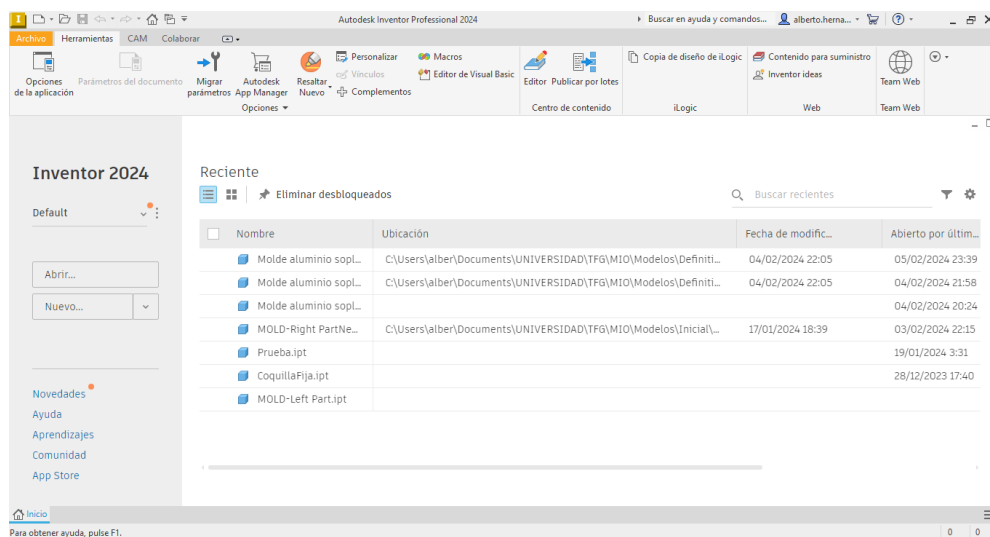 Autodesk Inventor Professional 2024
Buscar en ayuda y comandos...
alberto.herna...
Archivo Herramientas CAM Colaborar
Opciones de la aplicación
Parámetros del documento
Migrar parámetros
Autodesk App Manager
Resaltar Nuevo
Personalizar
Vínculos
Complementos
Macros
Editor de Visual Basic
Editor
Publicar por lotes
Copia de diseño de iLogic
Contenido para suministro
Inventor ideas
Team Web
Opciones
Centro de contenido
iLogic
Web
Team Web
Inventor 2024
Default
Abrir...
Nuevo...
Novedades
Ayuda
Aprendizajes
Comunidad
App Store
Reciente
Eliminar desbloqueados
Buscar recientes
Nombre Ubicación Fecha de modific... Abierto por últim...
Molde aluminio sopl... C:\Users\alber\Documents\UNIVERSIDAD\TFG\MIO\Modelos\Definiti... 04/02/2024 22:05 05/02/2024 23:39
Molde aluminio sopl... C:\Users\alber\Documents\UNIVERSIDAD\TFG\MIO\Modelos\Definiti... 04/02/2024 22:05 04/02/2024 21:58
Molde aluminio sopl... 04/02/2024 20:24
MOLD-Right PartNe... C:\Users\alber\Documents\UNIVERSIDAD\TFG\MIO\Modelos\Inicial\... 17/01/2024 18:39 03/02/2024 22:15
Prueba.ipt 19/01/2024 3:31
CoquillaFija.ipt 28/12/2023 17:40
MOLD-Left Part.ipt
Inicio
Para obtener ayuda, pulse F1.
0 0